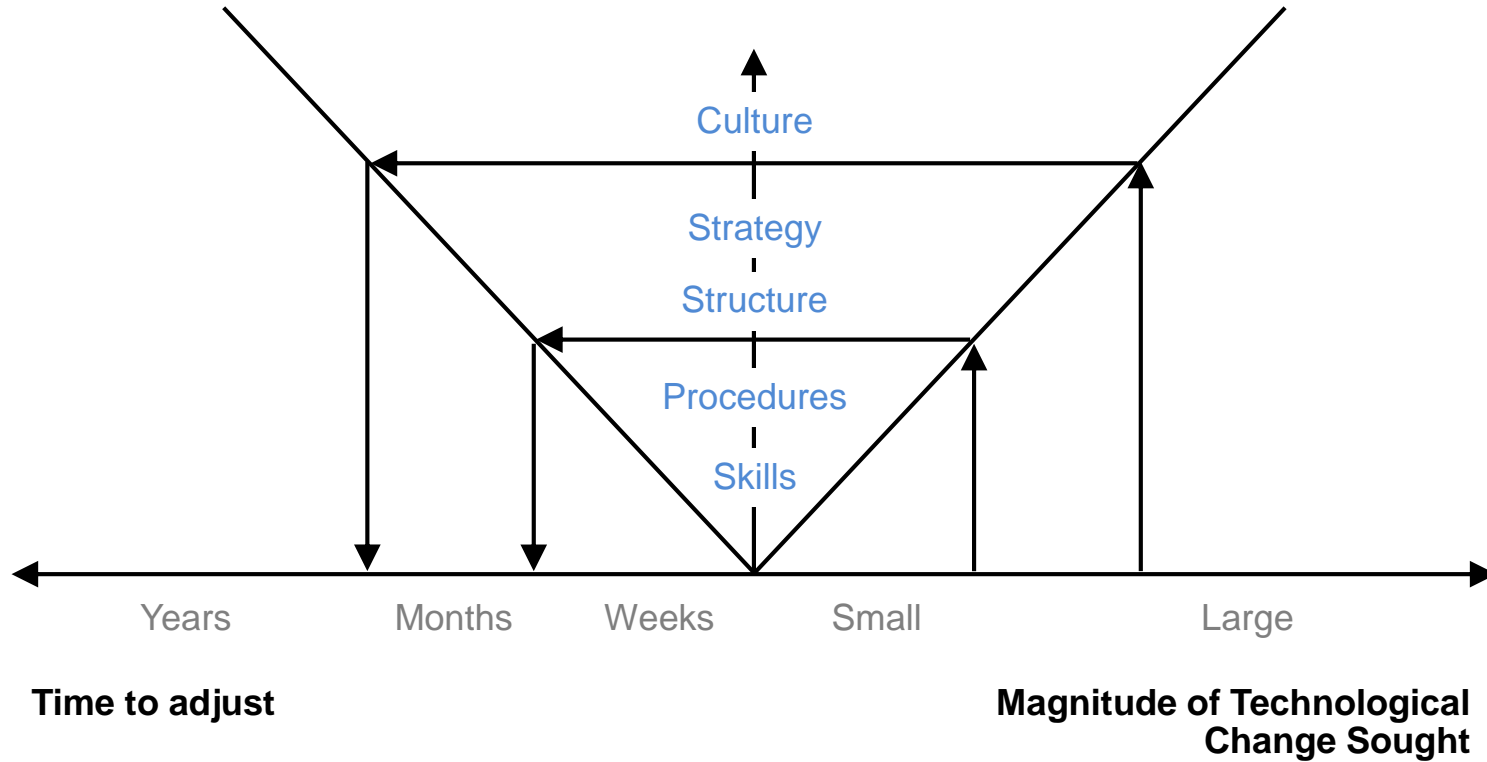 Culture
Strategy
Structure
Procedures
Skills
Years Months Weeks Small Large
Time to adjust
Magnitude of Technological
Change Sought